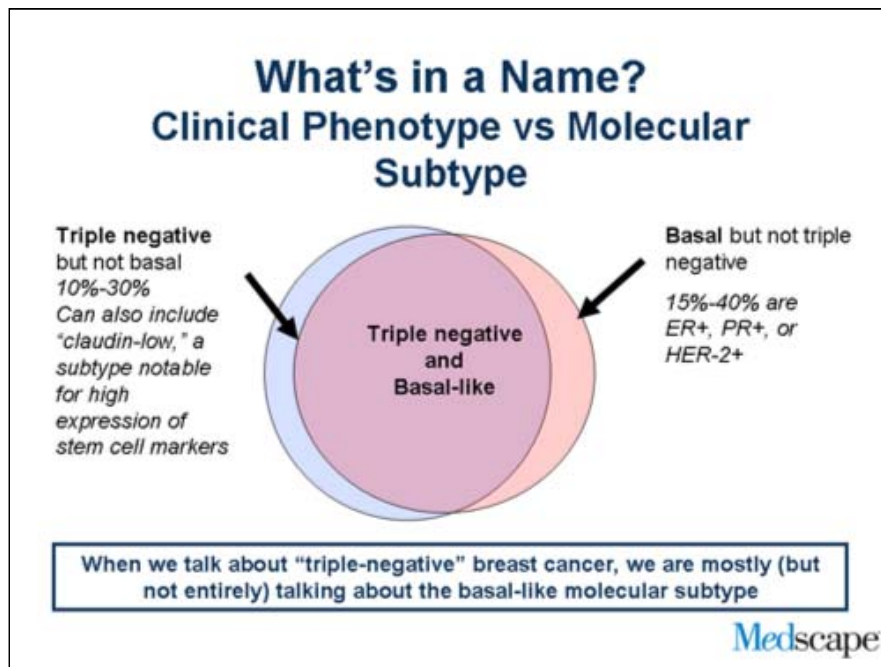 What's in a Name?
Clinical Phenotype vs Molecular
Subtype
Triple negative
but not basal
10%-30%
Can also include
"claudin-low," a
subtype notable
for high
expression of
stem cell markers
Triple negative
and
Basal-like
Basal but not triple
negative
15%-40% are
ER+, PR+, or
HER-2+
When we talk about "triple-negative" breast cancer, we are mostly (but
not entirely) talking about the basal-like molecular subtype
Medscape